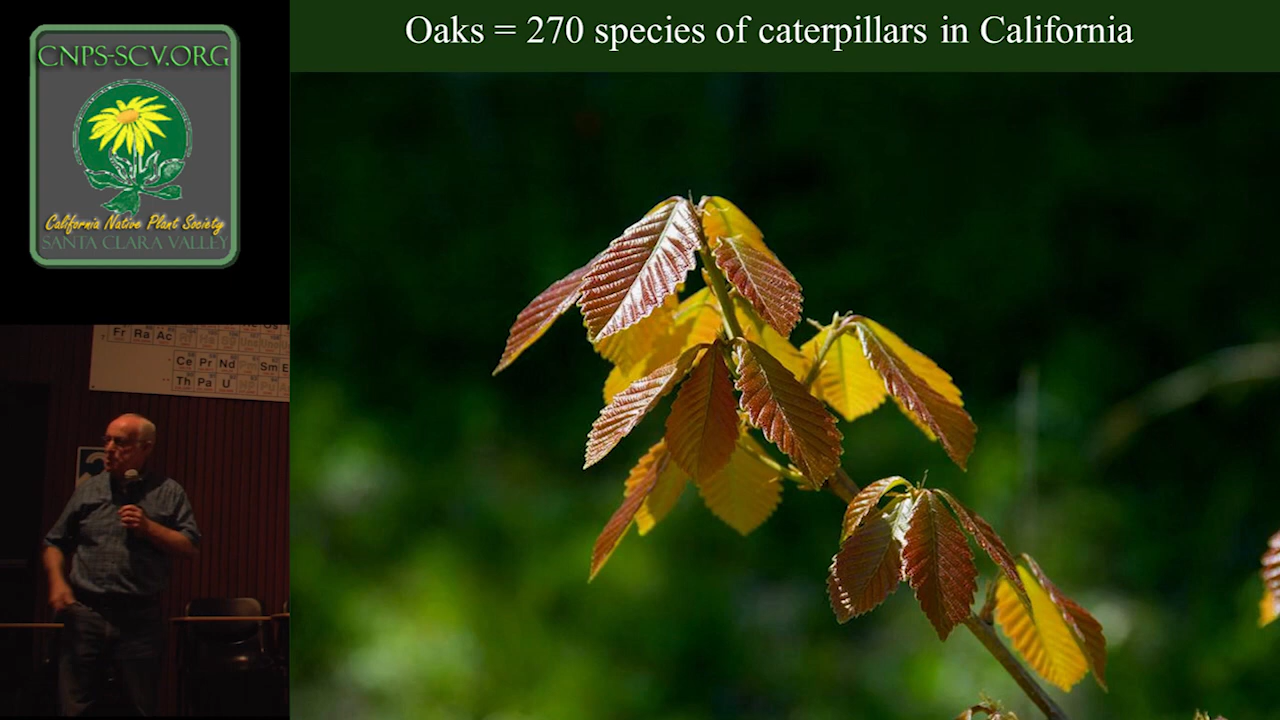 Oaks = 270 species of caterpillars in California
CNPS-SCV.ORG
California Native Plant Society
SANTA CLARA VALLEY
Fr Ra Ac
Ce Pr Nd Sm
Th Pa U